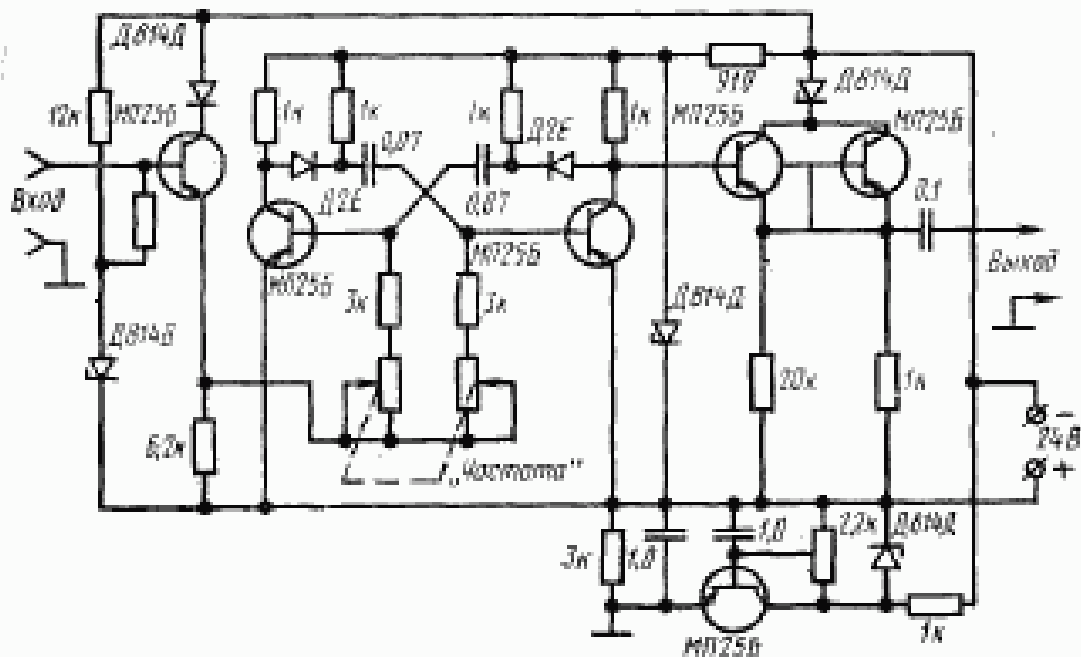 Д814Д
12к
МП25Б
1к
1к
1к
1к
910
Д814Д
МП25Б
МП25Б
0,07
Д2Е
Вход
Д2Е
0,07
0,1
МП25Б
МП25Б
Выход
3к
3к
Д814Д
Д814В
20к
1к
6,2к
−
24В
+
„Частота“
3к
1,0
1,0
2,2к
Д814Д
МП25Б
1к